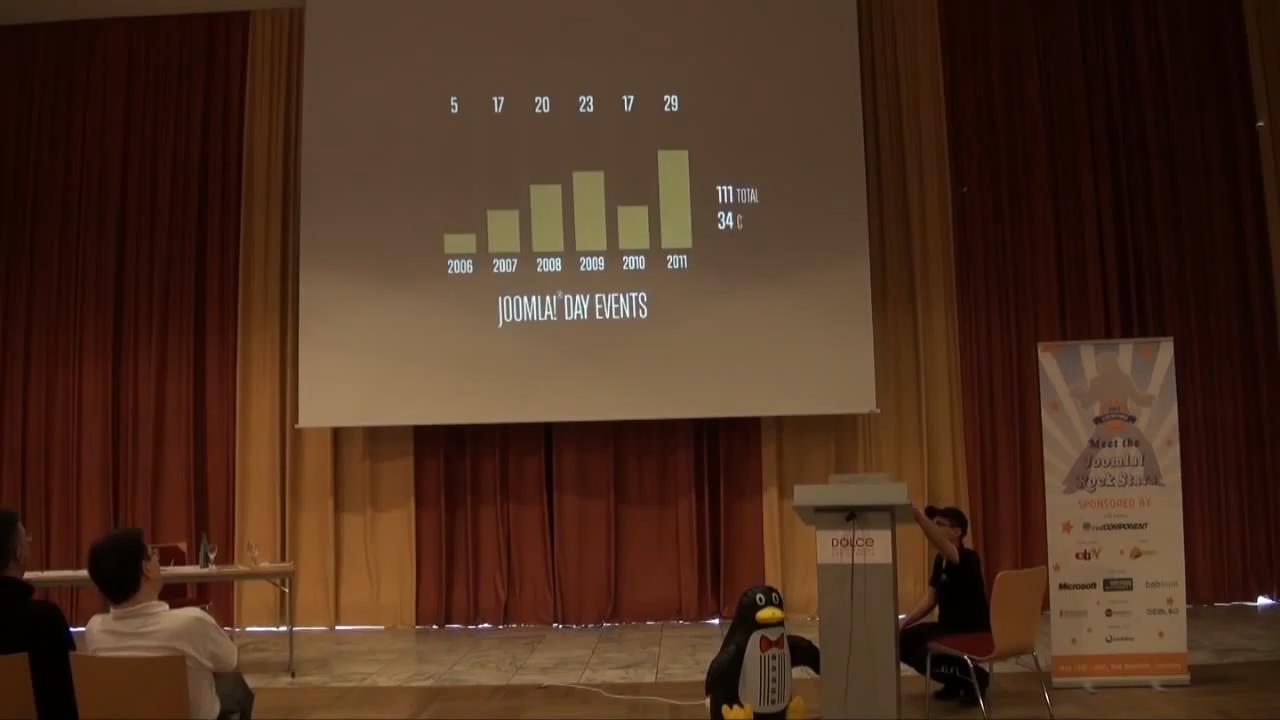 5 17 20 23 17 29
111 TOTAL
34 C
2006 2007 2008 2009 2010 2011
JOOMLA!® DAY EVENTS
DOLCE
Meet the
Joomla!
Rock Stars
SPONSORED BY
redCOMPONENT
ebY
Microsoft